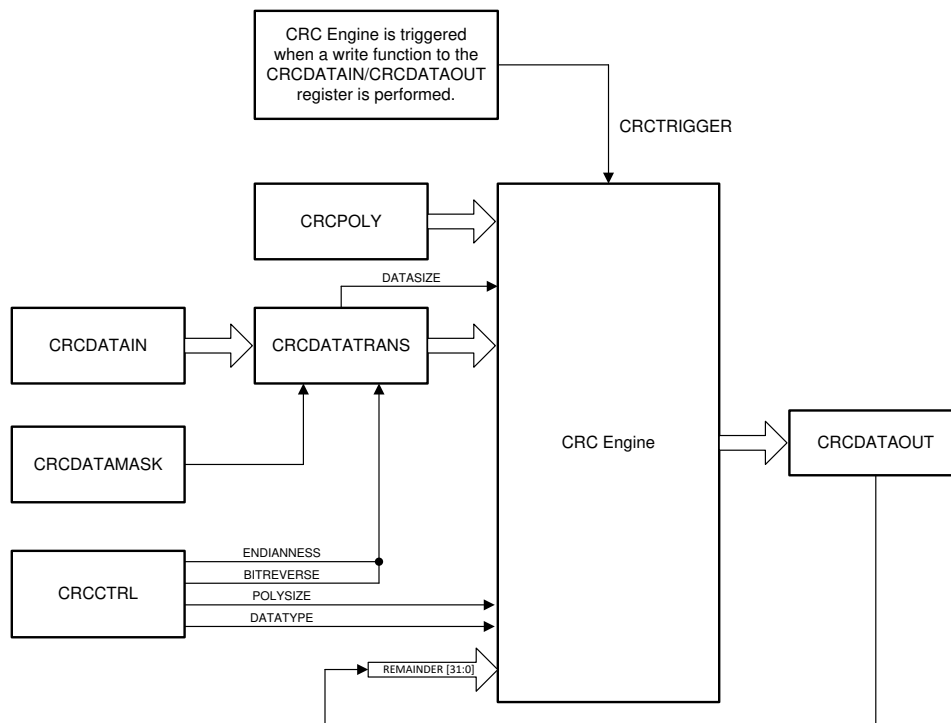 CRC Engine is triggered
when a write function to the
CRCDATAIN/CRCDATAOUT
register is performed.
CRCTRIGGER
CRCPOLY
DATASIZE
CRCDATAIN
CRCDATATRANS
CRCDATAMASK
CRC Engine
CRCDATAOUT
CRCCTRL
ENDIANNESS
BITREVERSE
POLYSIZE
DATATYPE
REMAINDER [31:0]